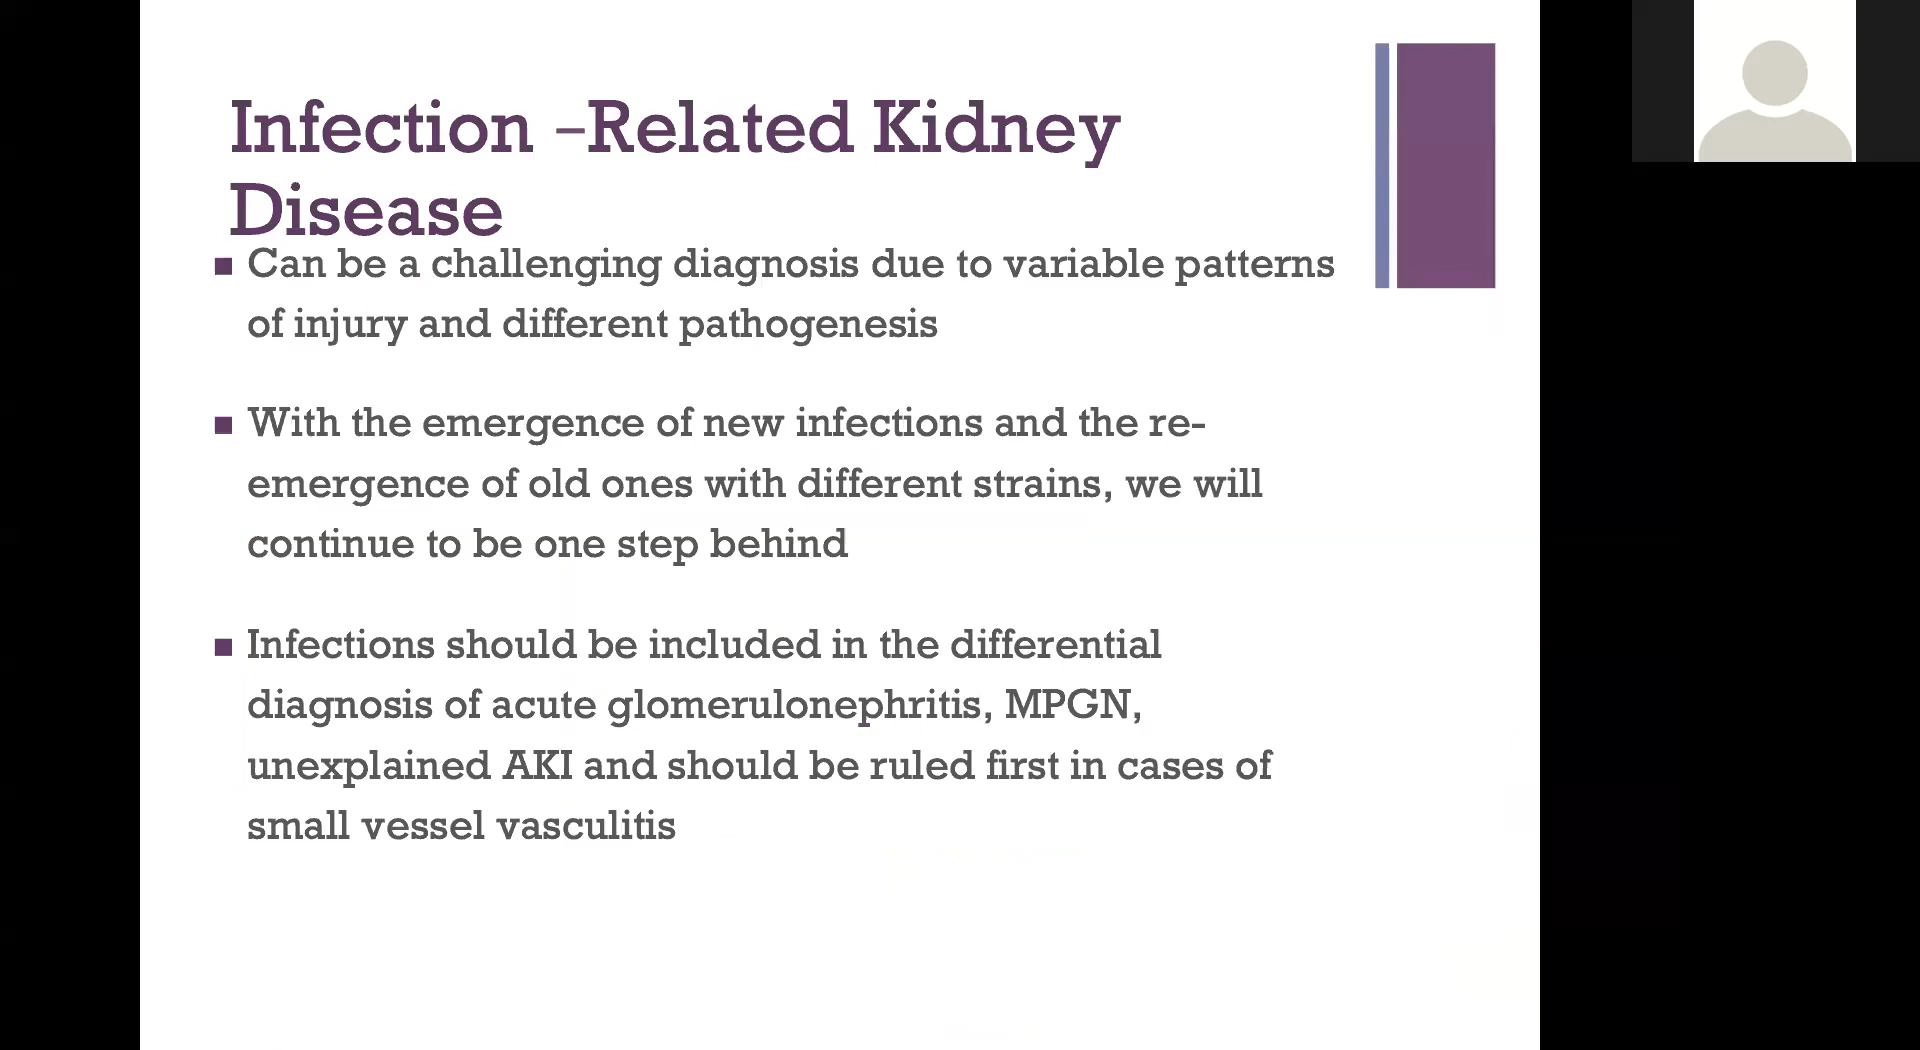 Infection –Related Kidney
Disease
■ Can be a challenging diagnosis due to variable patterns
of injury and different pathogenesis
■ With the emergence of new infections and the re-
emergence of old ones with different strains, we will
continue to be one step behind
■ Infections should be included in the differential
diagnosis of acute glomerulonephritis, MPGN,
unexplained AKI and should be ruled first in cases of
small vessel vasculitis